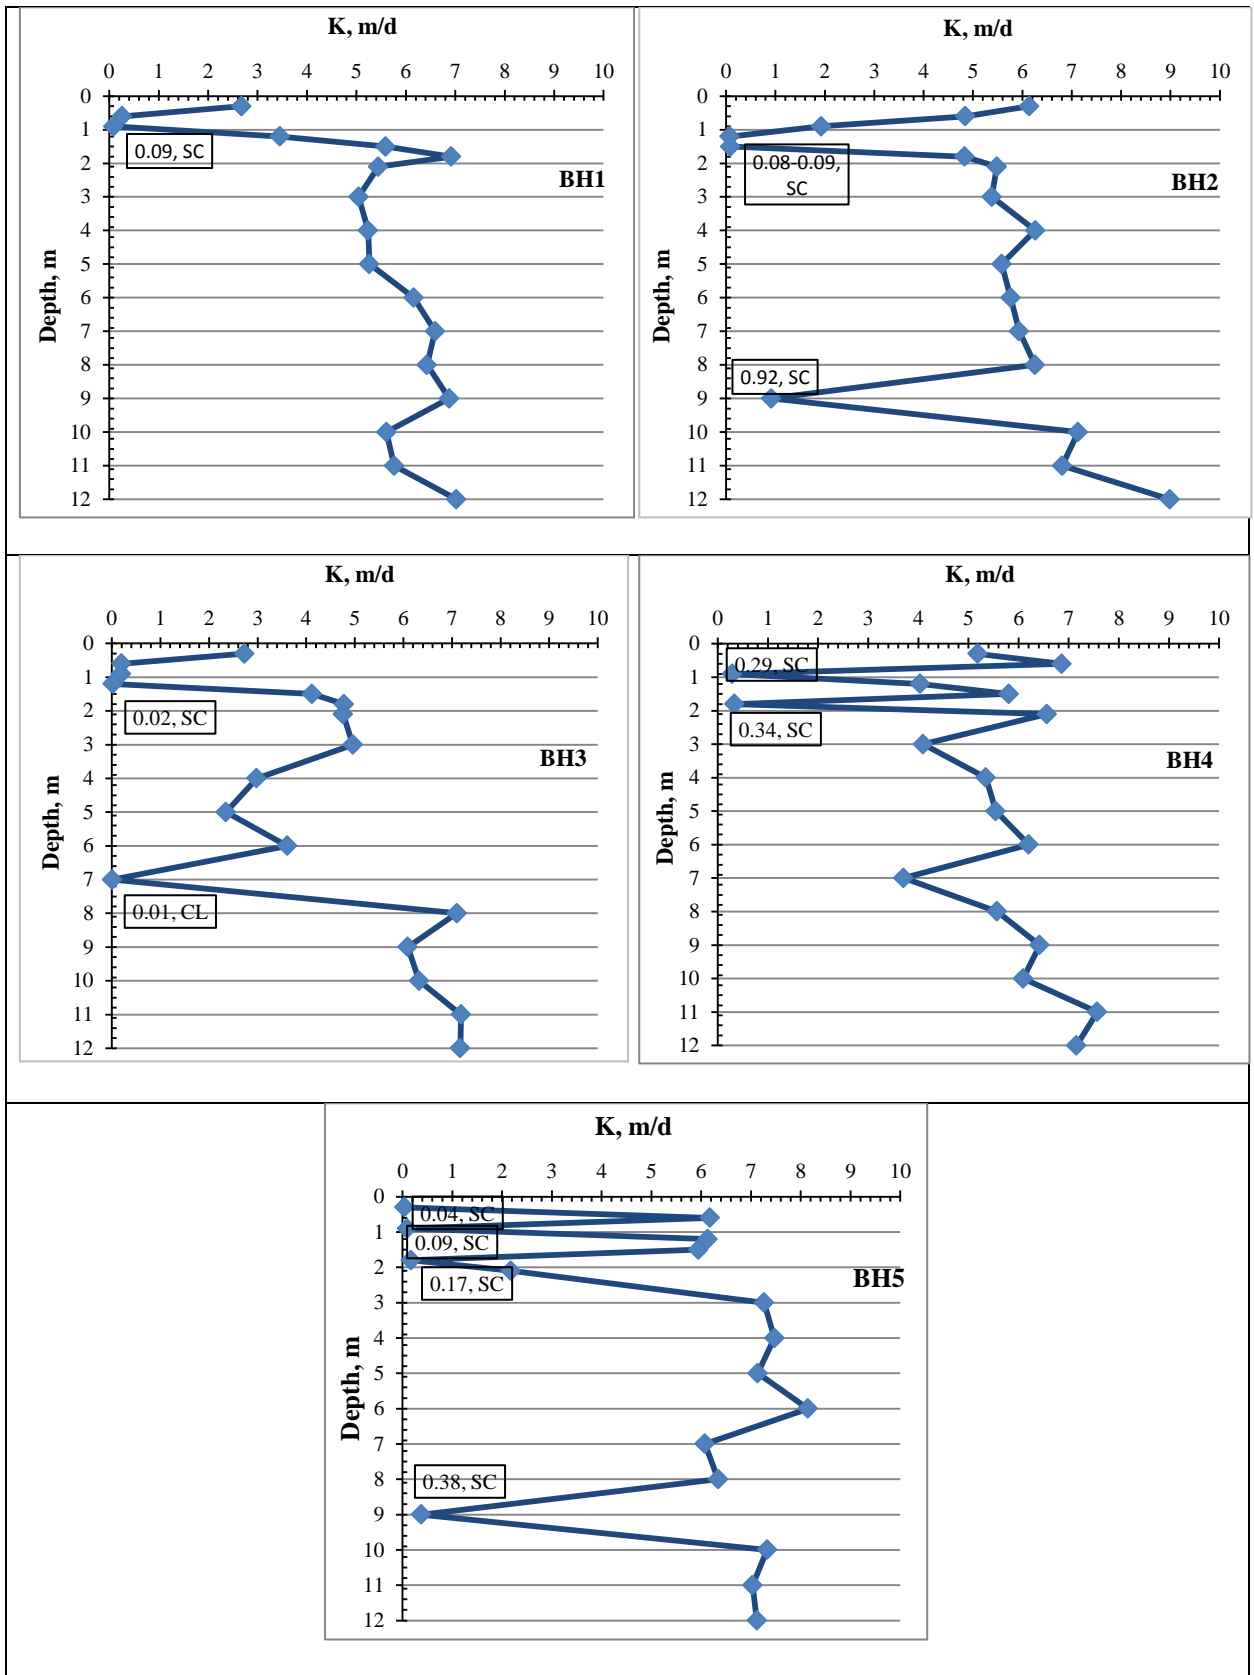 K, m/d
0 1 2 3 4 5 6 7 8 9 10
0
1
0.09, SC
2
BH1
3
4
5
6
7
8
9
10
11
12
Depth, m
K, m/d
0 1 2 3 4 5 6 7 8 9 10
0
1
2
0.08-0.09,
SC
BH2
3
4
5
6
7
8
0.92, SC
9
10
11
12
Depth, m
K, m/d
0 1 2 3 4 5 6 7 8 9 10
0
1
2
0.02, SC
3
BH3
4
5
6
7
0.01, CL
8
9
10
11
12
Depth, m
K, m/d
0 1 2 3 4 5 6 7 8 9 10
0
0.29, SC
1
2
0.34, SC
3
BH4
4
5
6
7
8
9
10
11
12
Depth, m
K, m/d
0 1 2 3 4 5 6 7 8 9 10
0
0.04, SC
1
0.09, SC
2
BH5
0.17, SC
3
4
5
6
7
8
0.38, SC
9
10
11
12
Depth, m